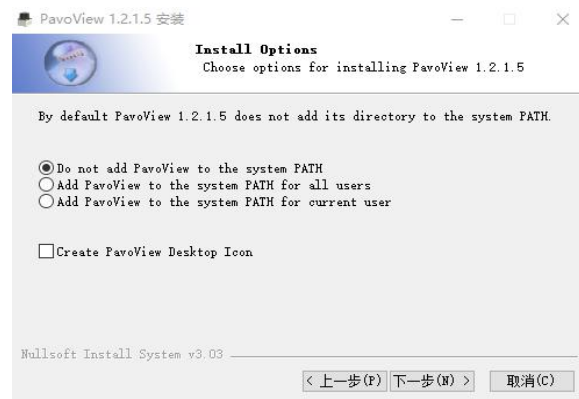 PavoView 1.2.1.5 安装
Install Options
Choose options for installing PavoView 1.2.1.5
By default PavoView 1.2.1.5 does not add its directory to the system PATH.
Do not add PavoView to the system PATH
Add PavoView to the system PATH for all users
Add PavoView to the system PATH for current user
Create PavoView Desktop Icon
Nullsoft Install System v3.03
< 上一步(P) 下一步(N) > 取消(C)